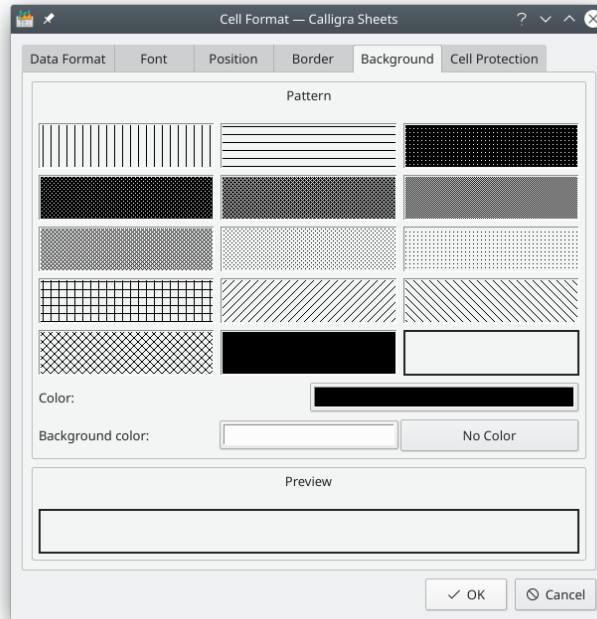 Cell Format — Calligra Sheets
Data Format Font Position Border Background Cell Protection
Pattern
Color:
Background color: No Color
Preview
OK Cancel